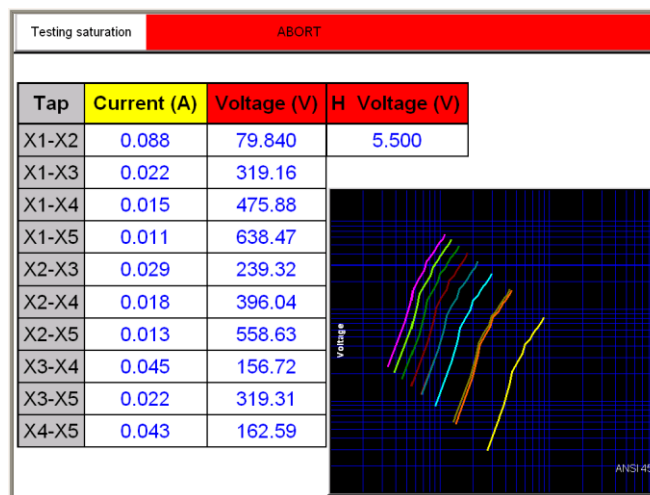 Testing saturation ABORT
Tap Current (A) Voltage (V) H Voltage (V)
X1-X2 0.088 79.840 5.500
X1-X3 0.022 319.16
X1-X4 0.015 475.88
X1-X5 0.011 638.47
X2-X3 0.029 239.32
X2-X4 0.018 396.04
X2-X5 0.013 558.63
X3-X4 0.045 156.72
X3-X5 0.022 319.31
X4-X5 0.043 162.59
Voltage
ANSI 45